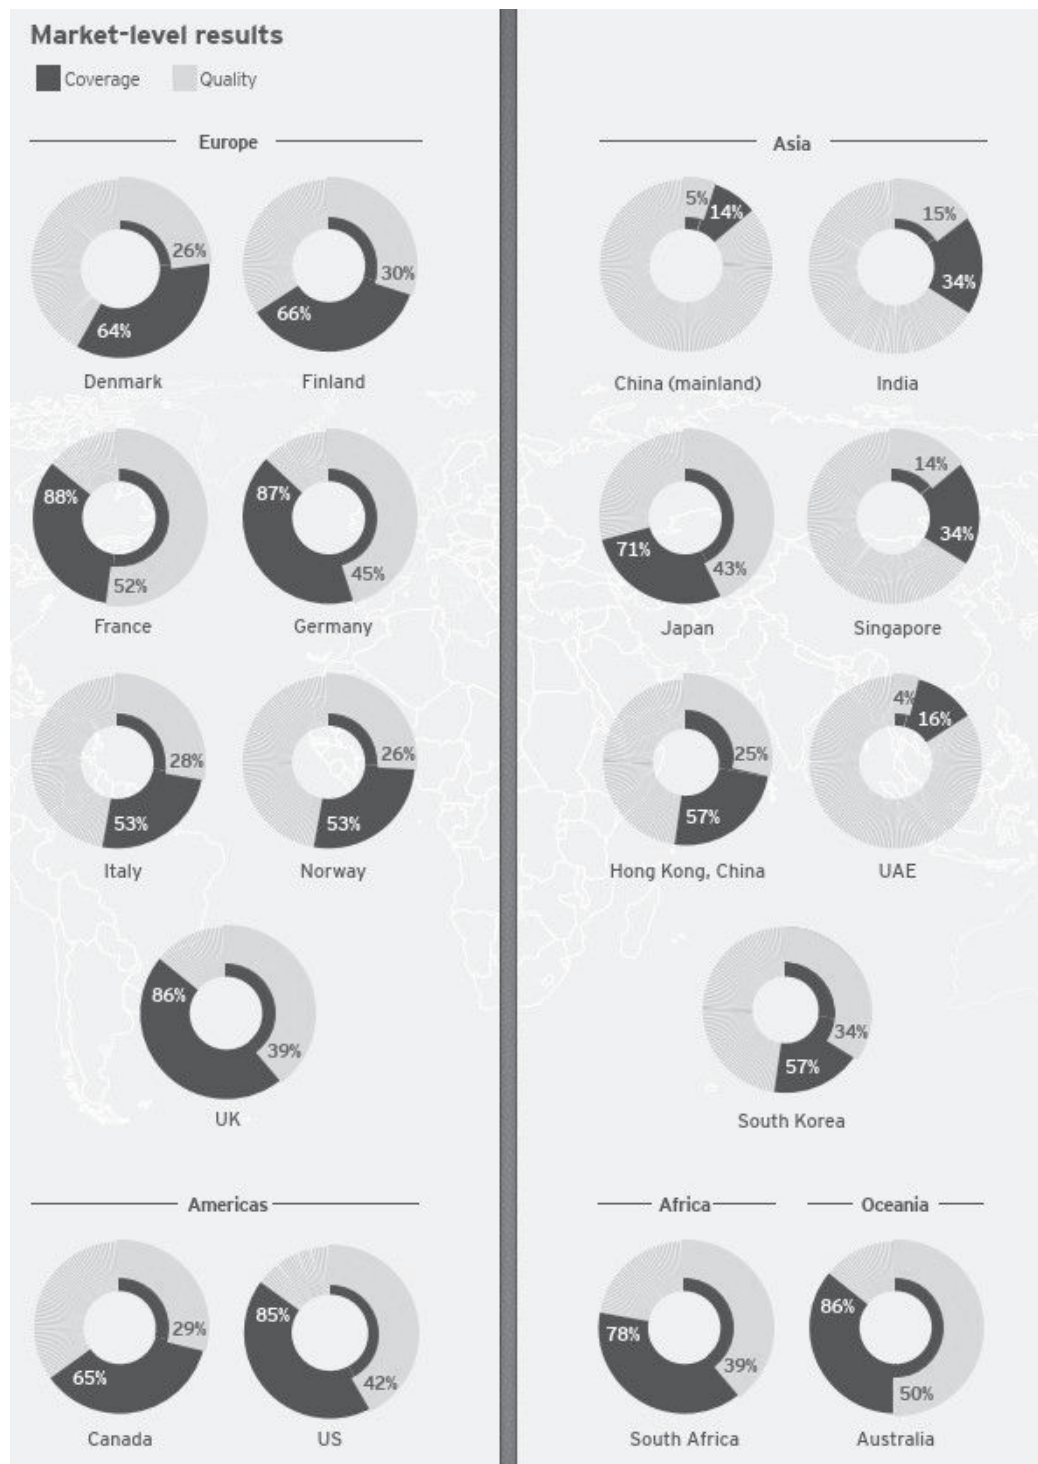 Market-level results
Coverage Quality
Europe
26%
64%
Denmark
30%
66%
Finland
88%
52%
France
87%
45%
Germany
28%
53%
Italy
26%
53%
Norway
86%
39%
UK
Asia
5%
14%
China (mainland)
15%
34%
India
71%
43%
Japan
14%
34%
Singapore
25%
57%
Hong Kong, China
4%
16%
UAE
34%
57%
South Korea
Americas
29%
65%
Canada
85%
42%
US
Africa
78%
39%
South Africa
Oceania
86%
50%
Australia